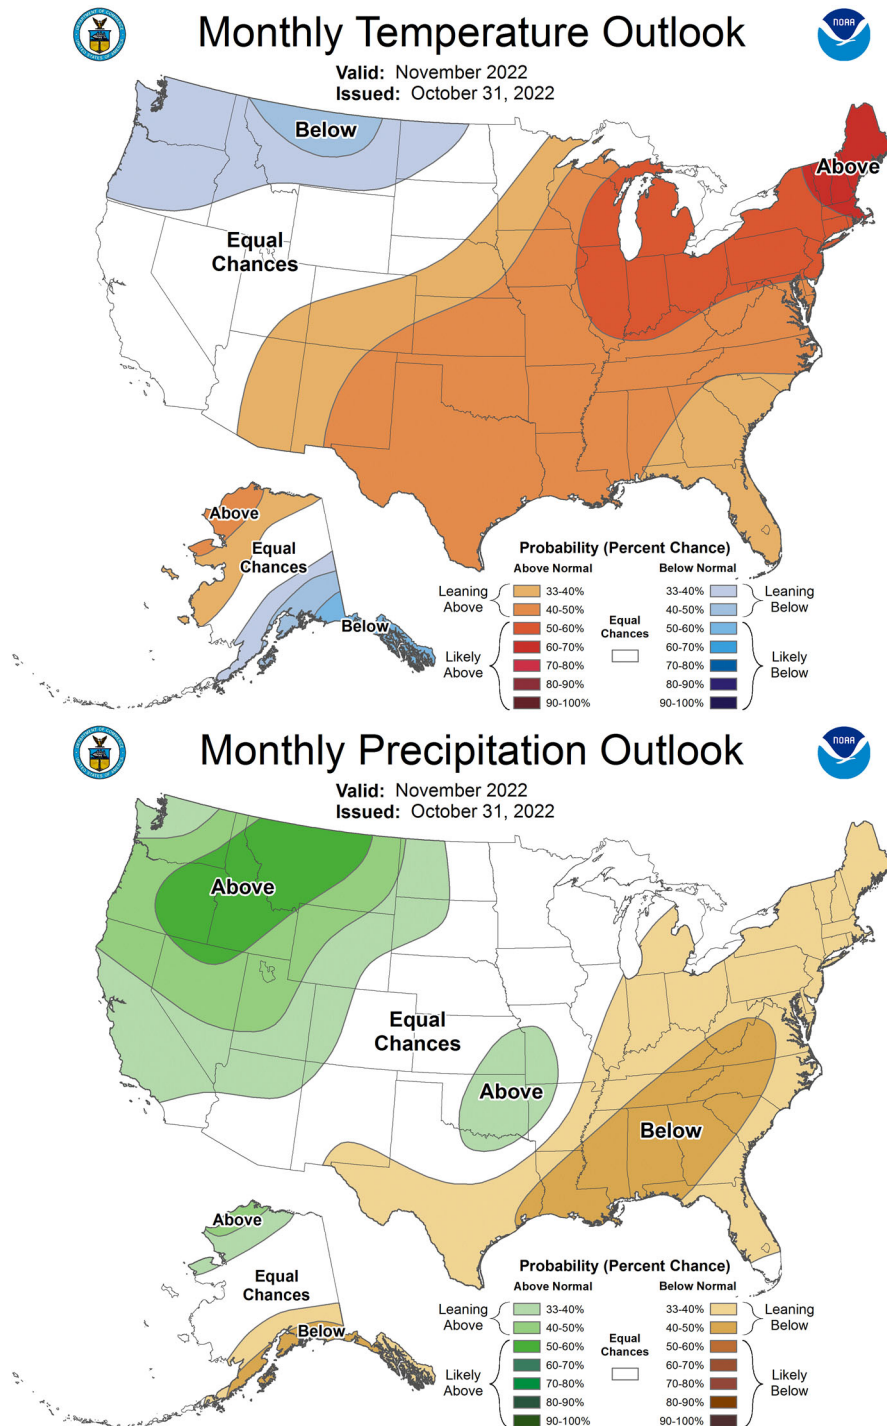 Monthly Temperature Outlook
NOAA
Valid: November 2022
Issued: October 31, 2022
Below
Above
Equal
Chances
Above
Equal
Chances
Below
Probability (Percent Chance)
Above Normal
Below Normal
Leaning
Above
33-40%
40-50%
Likely
Above
50-60%
60-70%
70-80%
80-90%
90-100%
Equal
Chances
33-40%
40-50%
Leaning
Below
50-60%
60-70%
70-80%
80-90%
90-100%
Likely
Below
Monthly Precipitation Outlook
NOAA
Valid: November 2022
Issued: October 31, 2022
Above
Equal
Chances
Above
Below
Above
Equal
Chances
Below
Probability (Percent Chance)
Above Normal
Below Normal
Leaning
Above
33-40%
40-50%
Likely
Above
50-60%
60-70%
70-80%
80-90%
90-100%
Equal
Chances
33-40%
40-50%
Leaning
Below
50-60%
60-70%
70-80%
80-90%
90-100%
Likely
Below